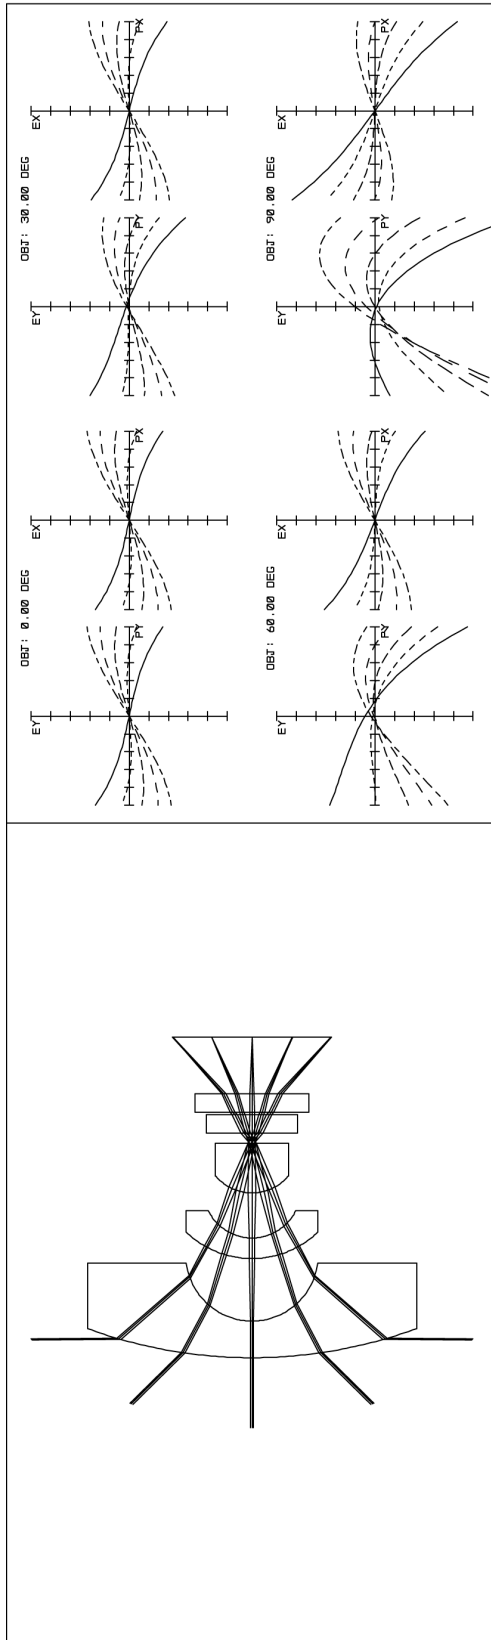 OBJ: 0.00 DEG
EY
PY
EX
PX
OBJ: 30.00 DEG
EY
PY
EX
PX
OBJ: 60.00 DEG
EY
PY
EX
PX
OBJ: 90.00 DEG
EY
PY
EX
PX